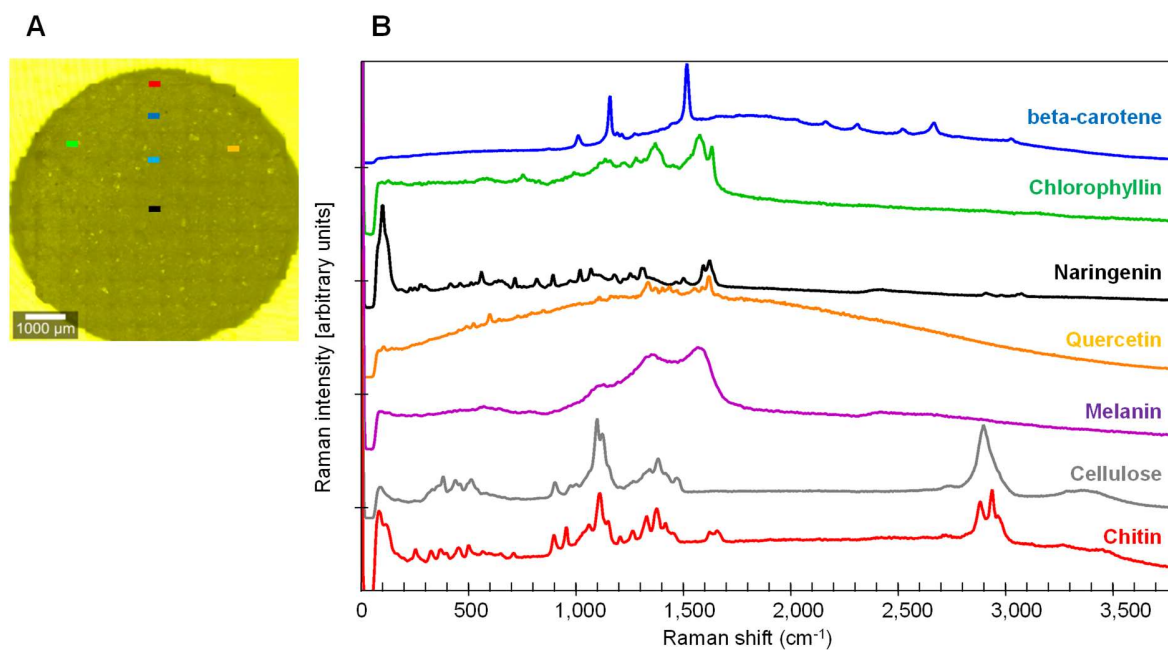 A
1000 µm
B
Raman intensity [arbitrary units]
beta-carotene
Chlorophyllin
Naringenin
Quercetin
Melanin
Cellulose
Chitin
0 500 1,000 1,500 2,000 2,500 3,000 3,500
Raman shift (cm⁻¹)